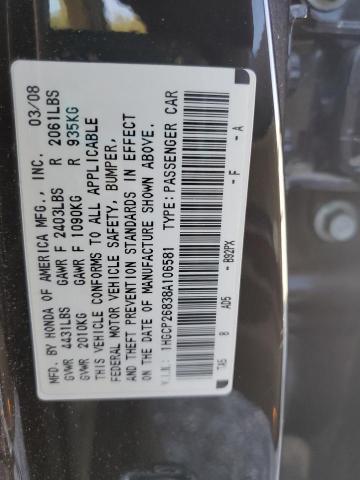 MFD. BY HONDA OF AMERICA MFG., INC. 03/08
GVWR 4431LBS GAWR F 2403LBS R 2061LBS
GVWR 2010KG GAWR F 1090KG R 935KG
THIS VEHICLE CONFORMS TO ALL APPLICABLE
FEDERAL MOTOR VEHICLE SAFETY, BUMPER,
AND THEFT PREVENTION STANDARDS IN EFFECT
ON THE DATE OF MANUFACTURE SHOWN ABOVE.
V.I.N.: 1HGCP26838A106581 TYPE: PASSENGER CAR
TA5 B AD5 - B92PX - F - A